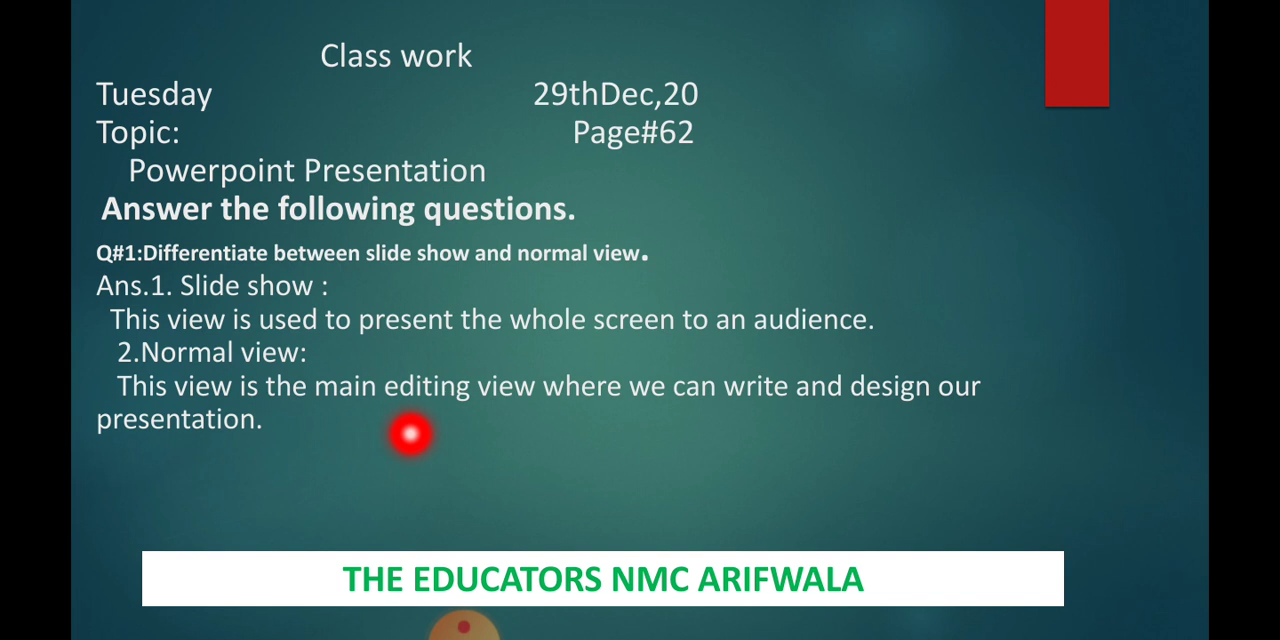 Class work
Tuesday 29thDec,20
Topic: Page#62
Powerpoint Presentation
Answer the following questions.
Q#1:Differentiate between slide show and normal view.
Ans.1. Slide show :
This view is used to present the whole screen to an audience.
2.Normal view:
This view is the main editing view where we can write and design our
presentation.
THE EDUCATORS NMC ARIFWALA